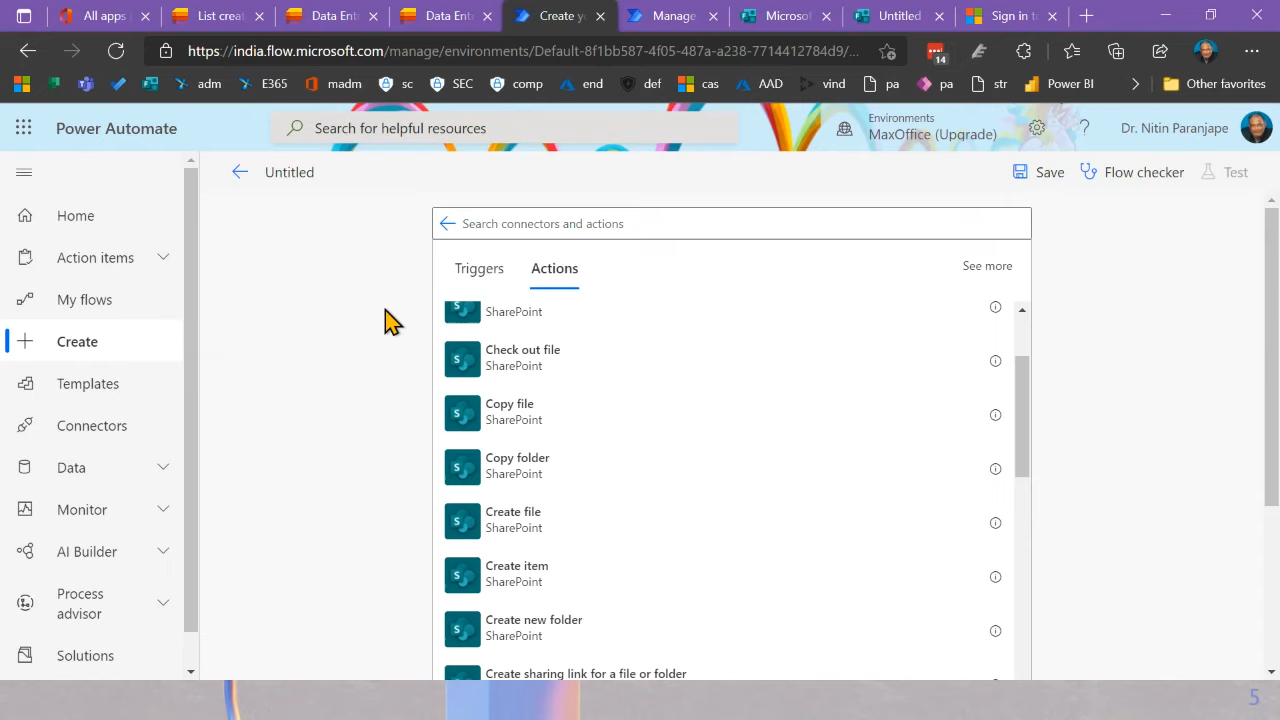 All apps
List crea
Data Ent
Data Ente
Create yo
Manage
Microsof
Untitled
Sign in to
https://india.flow.microsoft.com/manage/environments/Default-8f1bb587-4f05-487a-a238-7714412784d9/...
14
adm
E365
madm
sc
SEC
comp
end
def
cas
AAD
vind
pa
pa
str
Power BI
Other favorites
Power Automate
Search for helpful resources
Environments
MaxOffice (Upgrade)
Dr. Nitin Paranjape
Home
Action items
My flows
Create
Templates
Connectors
Data
Monitor
AI Builder
Process
advisor
Solutions
Untitled
Save
Flow checker
Test
Search connectors and actions
Triggers
Actions
See more
SharePoint
Check out file
SharePoint
Copy file
SharePoint
Copy folder
SharePoint
Create file
SharePoint
Create item
SharePoint
Create new folder
SharePoint
Create sharing link for a file or folder
5